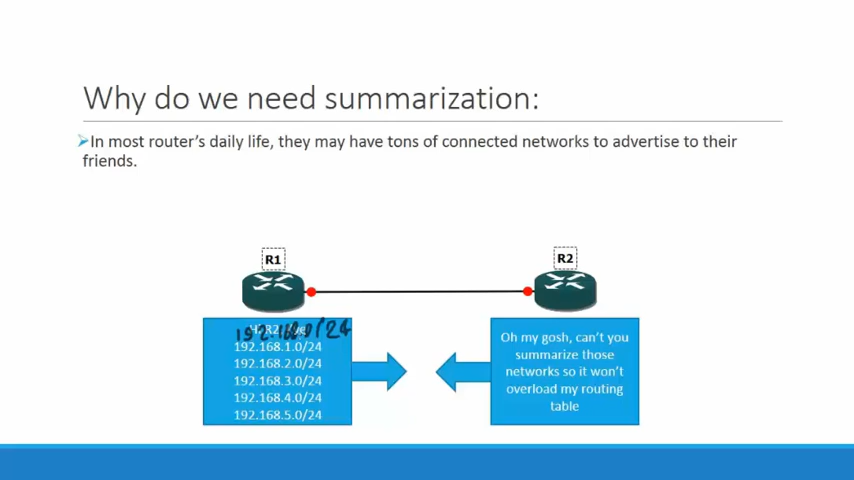 Why do we need summarization:
In most router's daily life, they may have tons of connected networks to advertise to their
friends.
R1
R2
192.168.0/24
192.168.1.0/24
192.168.2.0/24
192.168.3.0/24
192.168.4.0/24
192.168.5.0/24
Oh my gosh, can't you
summarize those
networks so it won't
overload my routing
table